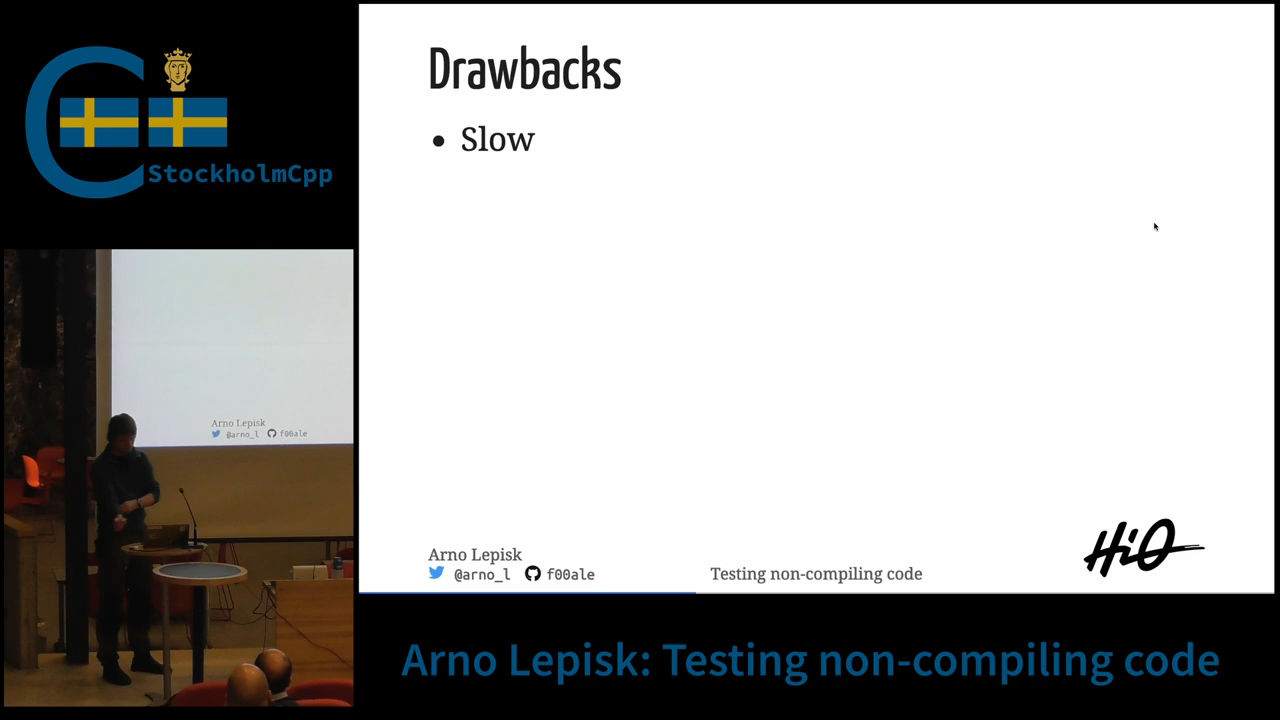 StockholmCpp
Drawbacks
• Slow
Arno Lepisk
@arno_l f00ale
Arno Lepisk
@arno_l f00ale
Testing non-compiling code
HiQ
Arno Lepisk: Testing non-compiling code